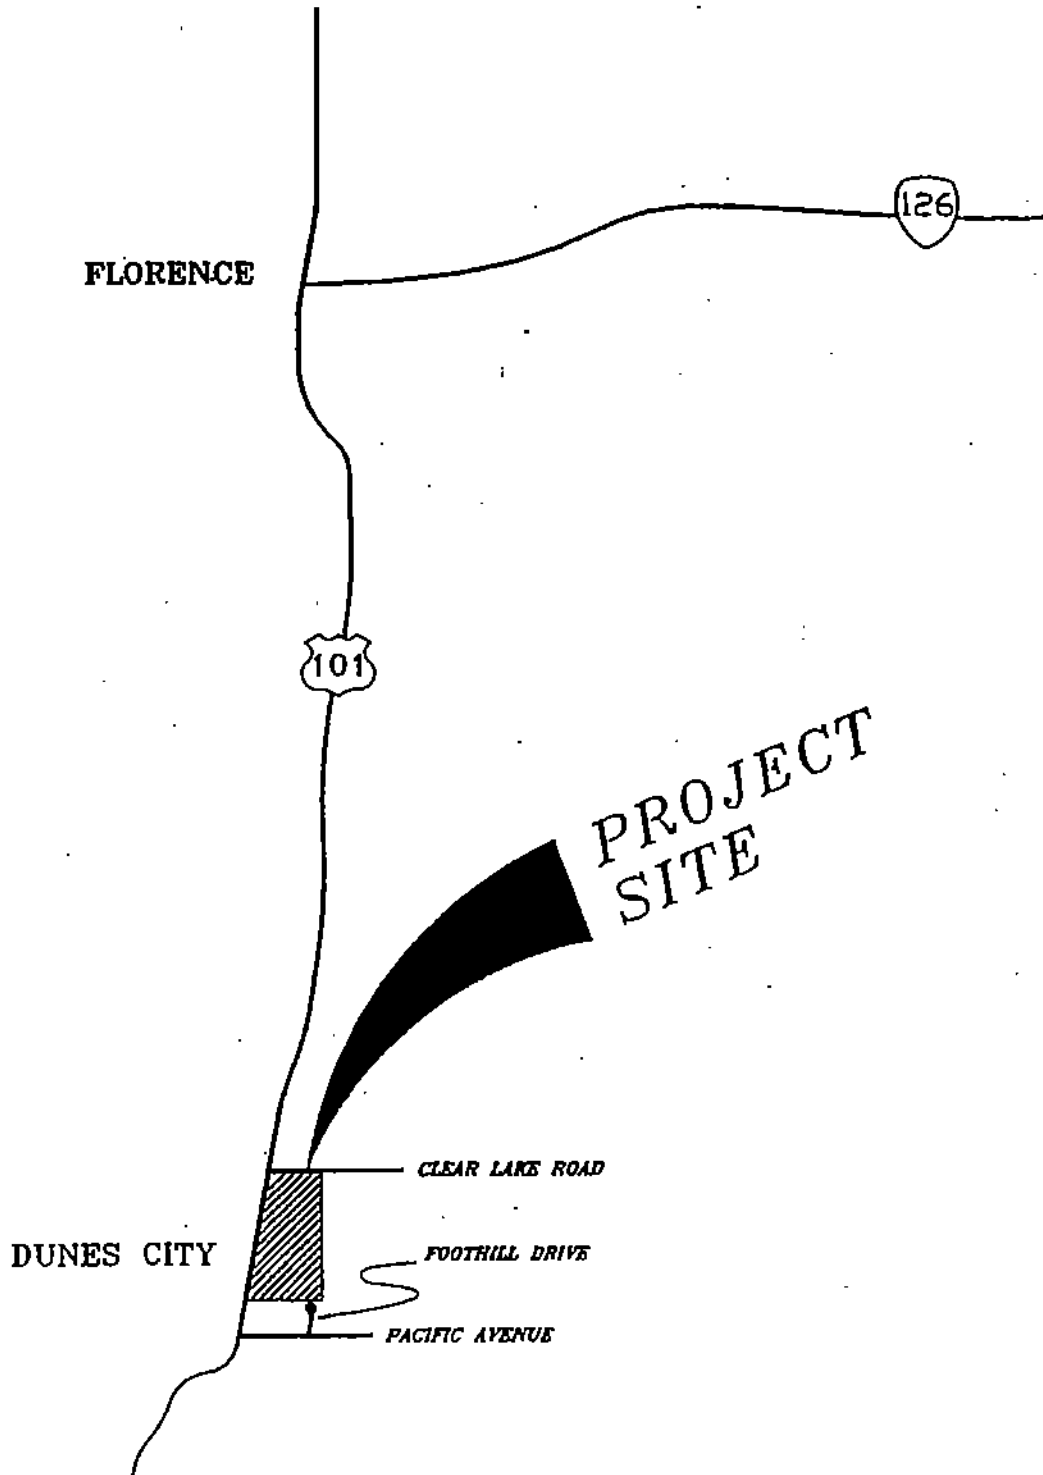 126
FLORENCE
101
PROJECT
SITE
CLEAR LAKE ROAD
DUNES CITY
FOOTHILL DRIVE
PACIFIC AVENUE